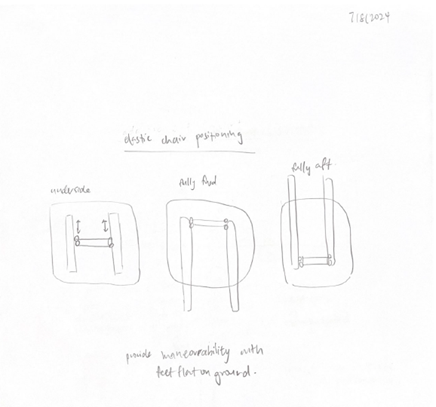 7/8/2024
elastic chair positioning
underside
fully fwd
fully aft
provide maneuverability with
feet flat on ground.